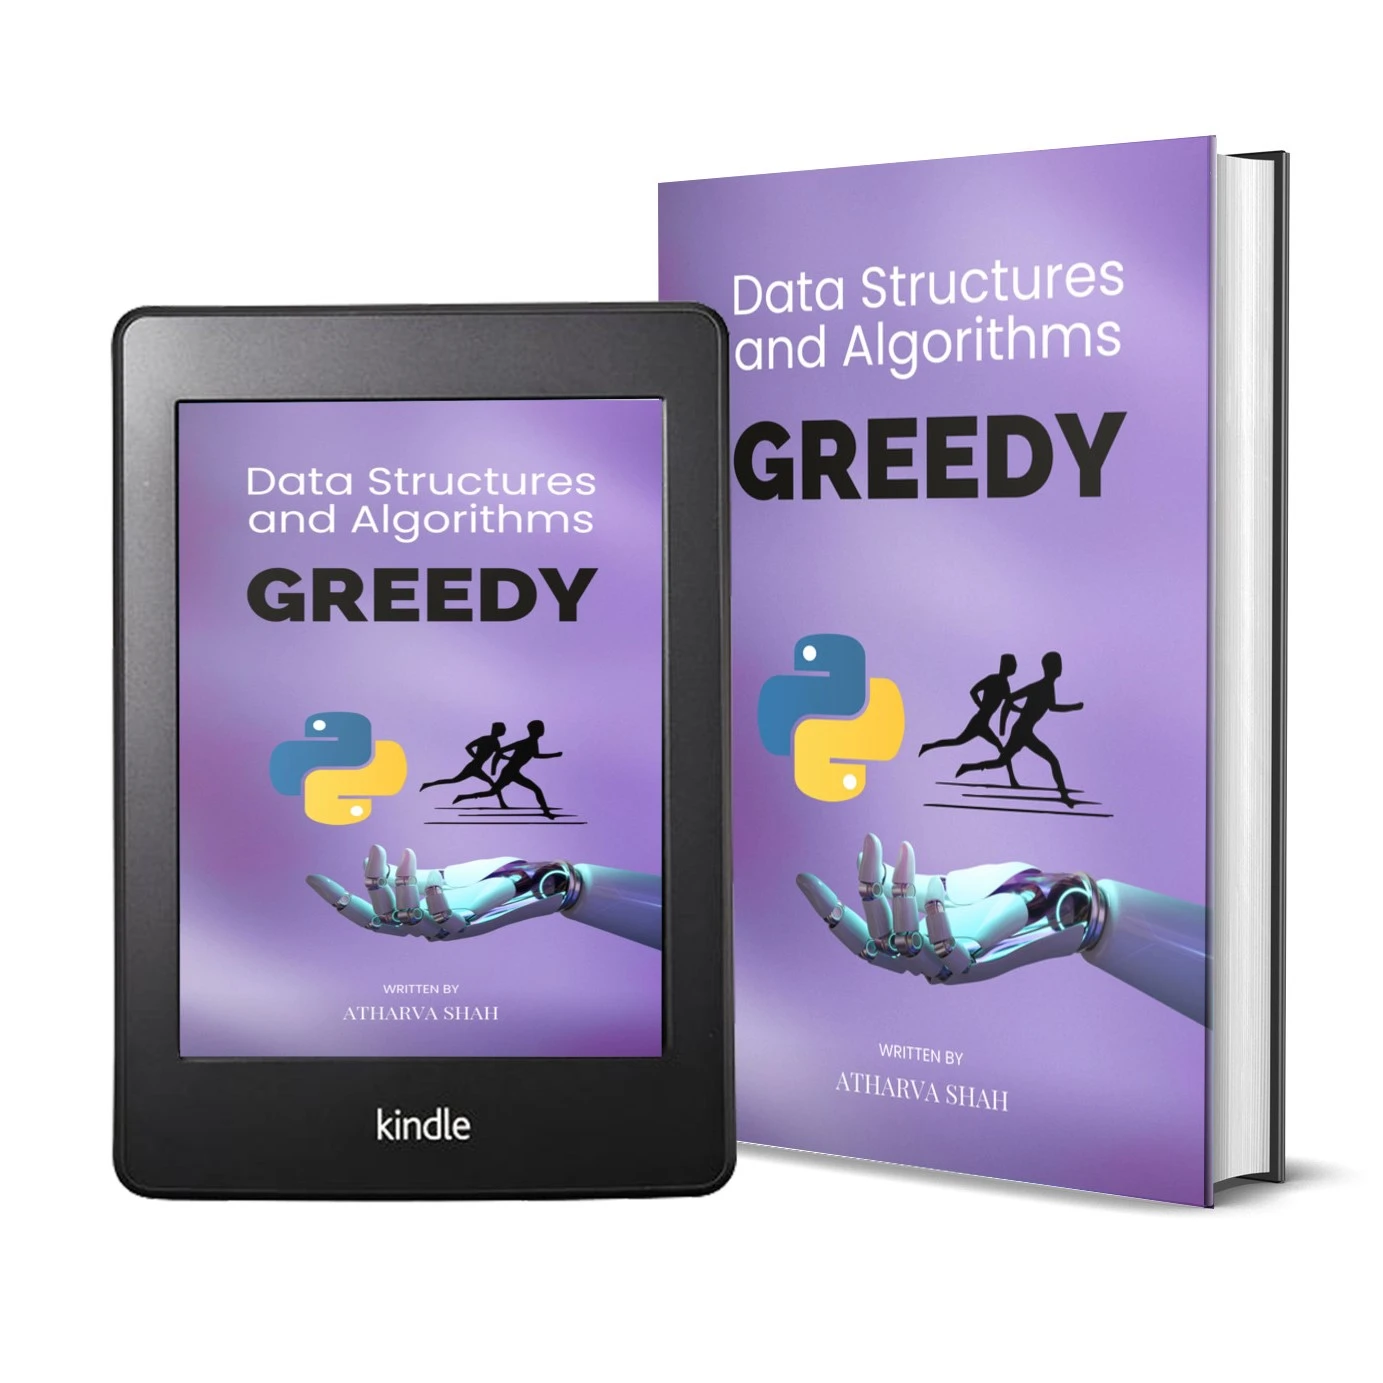 Data Structures
and Algorithms
GREEDY
WRITTEN BY
ATHARVA SHAH
kindle
Data Structures
and Algorithms
GREEDY
WRITTEN BY
ATHARVA SHAH